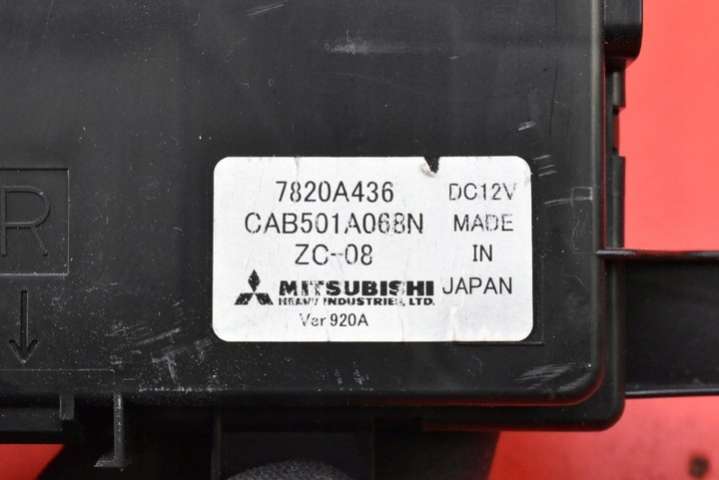 7820A436 DC12V
CAB501A068N MADE
ZC-08 IN
MITSUBISHI JAPAN
HEAVY INDUSTRIES, LTD.
Ver 920A
R